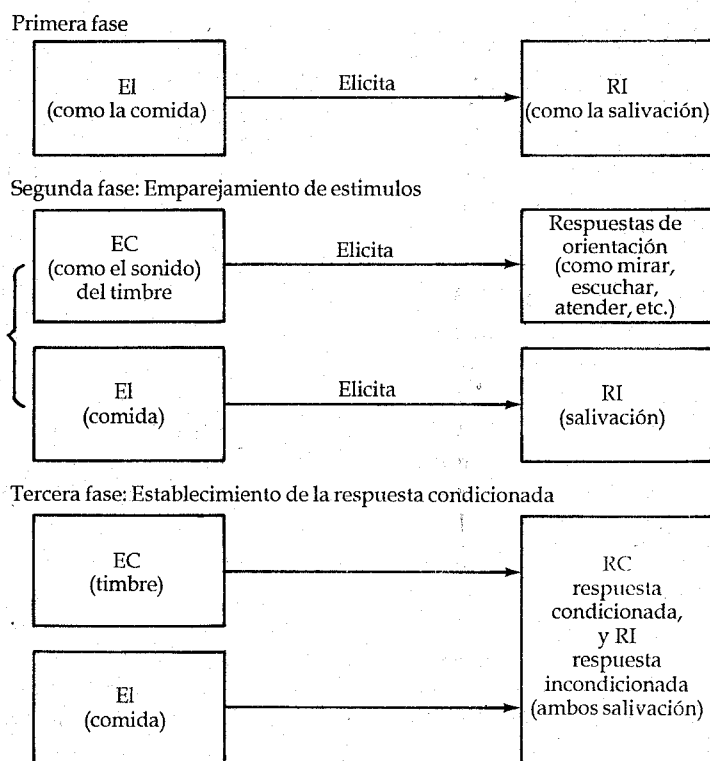 Primera fase
EI
(como la comida)
Elicita
RI
(como la salivación)
Segunda fase: Emparejamiento de estimulos
EC
(como el sonido)
del timbre
Elicita
Respuestas de
orientación
(como mirar,
escuchar,
atender, etc.)
EI
(comida)
Elicita
RI
(salivación)
Tercera fase: Establecimiento de la respuesta condicionada
EC
(timbre)
EI
(comida)
RC
respuesta
condicionada,
y RI
respuesta
incondicionada
(ambos salivación)